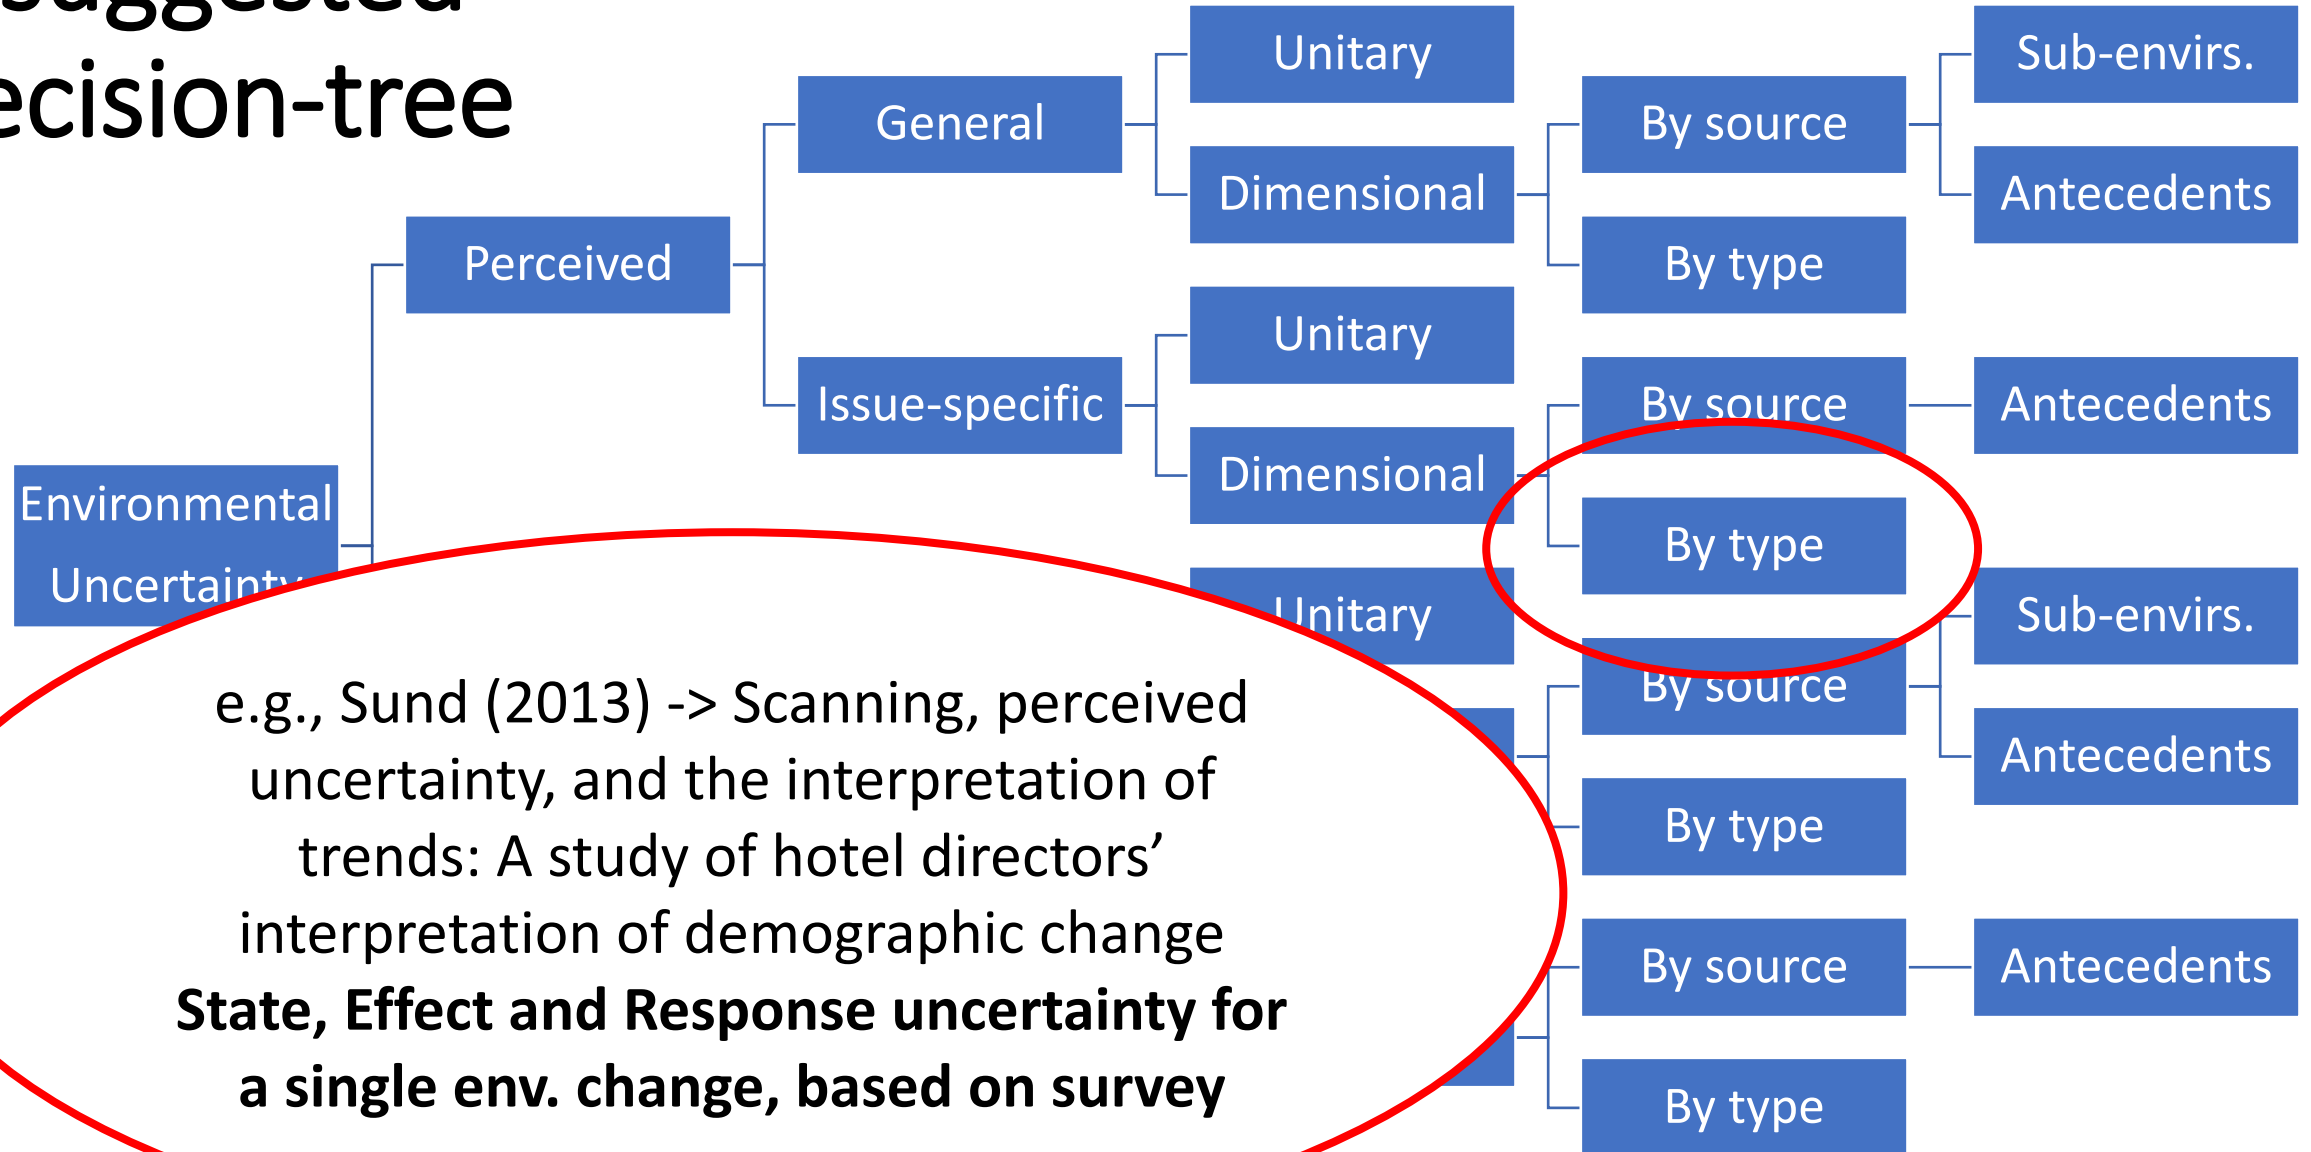 suggested
ecision-tree
Environmental
Uncertainty
Perceived
General
Issue-specific
Unitary
Dimensional
Unitary
Dimensional
Unitary
By source
By type
By source
By type
By source
By type
By source
By type
Sub-envirs.
Antecedents
Antecedents
Sub-envirs.
Antecedents
Antecedents
e.g., Sund (2013) -> Scanning, perceived
uncertainty, and the interpretation of
trends: A study of hotel directors’
interpretation of demographic change
State, Effect and Response uncertainty for
a single env. change, based on survey